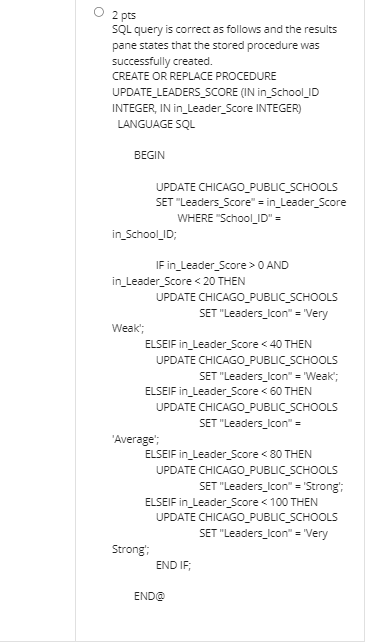 2 pts
SQL query is correct as follows and the results
pane states that the stored procedure was
successfully created.
CREATE OR REPLACE PROCEDURE
UPDATE_LEADERS_SCORE (IN in_School_ID
INTEGER, IN in_Leader_Score INTEGER)
LANGUAGE SQL
BEGIN
UPDATE CHICAGO_PUBLIC_SCHOOLS
SET "Leaders_Score" = in_Leader_Score
WHERE "School_ID" =
in_School_ID;
IF in_Leader_Score > 0 AND
in_Leader_Score < 20 THEN
UPDATE CHICAGO_PUBLIC_SCHOOLS
SET "Leaders_Icon" = 'Very
Weak';
ELSEIF in_Leader_Score < 40 THEN
UPDATE CHICAGO_PUBLIC_SCHOOLS
SET "Leaders_Icon" = 'Weak';
ELSEIF in_Leader_Score < 60 THEN
UPDATE CHICAGO_PUBLIC_SCHOOLS
SET "Leaders_Icon" =
'Average';
ELSEIF in_Leader_Score < 80 THEN
UPDATE CHICAGO_PUBLIC_SCHOOLS
SET "Leaders_Icon" = 'Strong';
ELSEIF in_Leader_Score < 100 THEN
UPDATE CHICAGO_PUBLIC_SCHOOLS
SET "Leaders_Icon" = 'Very
Strong';
END IF;
END@